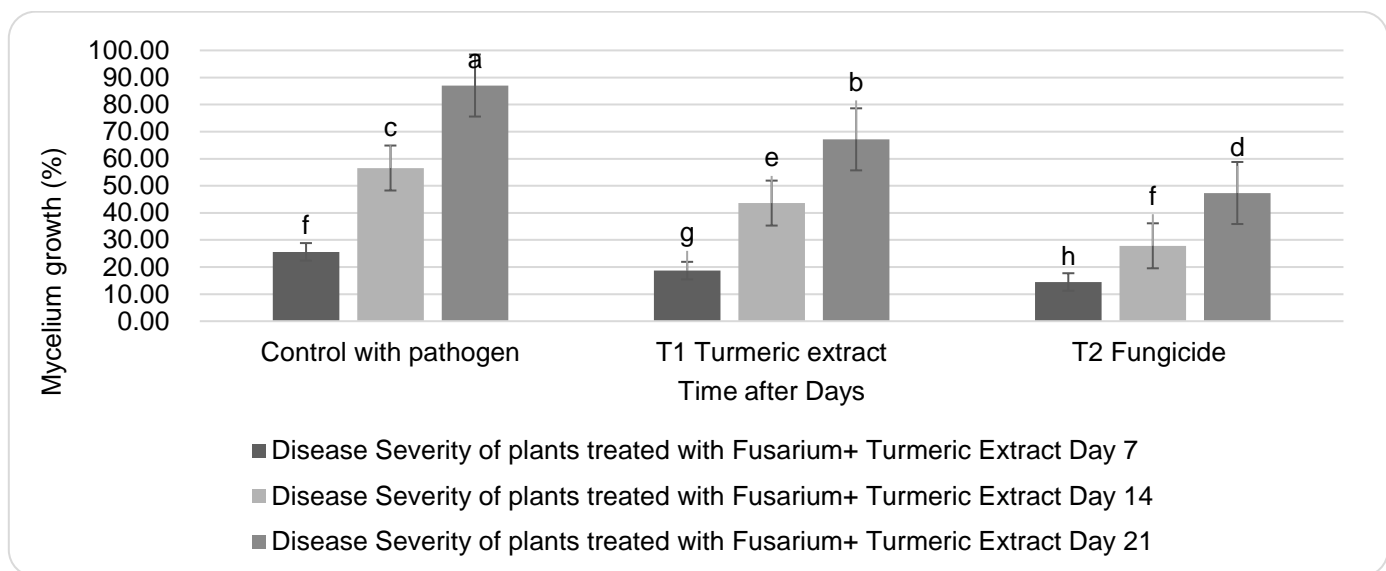 Mycelium growth (%)
100.00
90.00
80.00
70.00
60.00
50.00
40.00
30.00
20.00
10.00
0.00
f
c
a
g
e
b
h
f
d
Control with pathogen
T1 Turmeric extract
T2 Fungicide
Time after Days
Disease Severity of plants treated with Fusarium+ Turmeric Extract Day 7
Disease Severity of plants treated with Fusarium+ Turmeric Extract Day 14
Disease Severity of plants treated with Fusarium+ Turmeric Extract Day 21